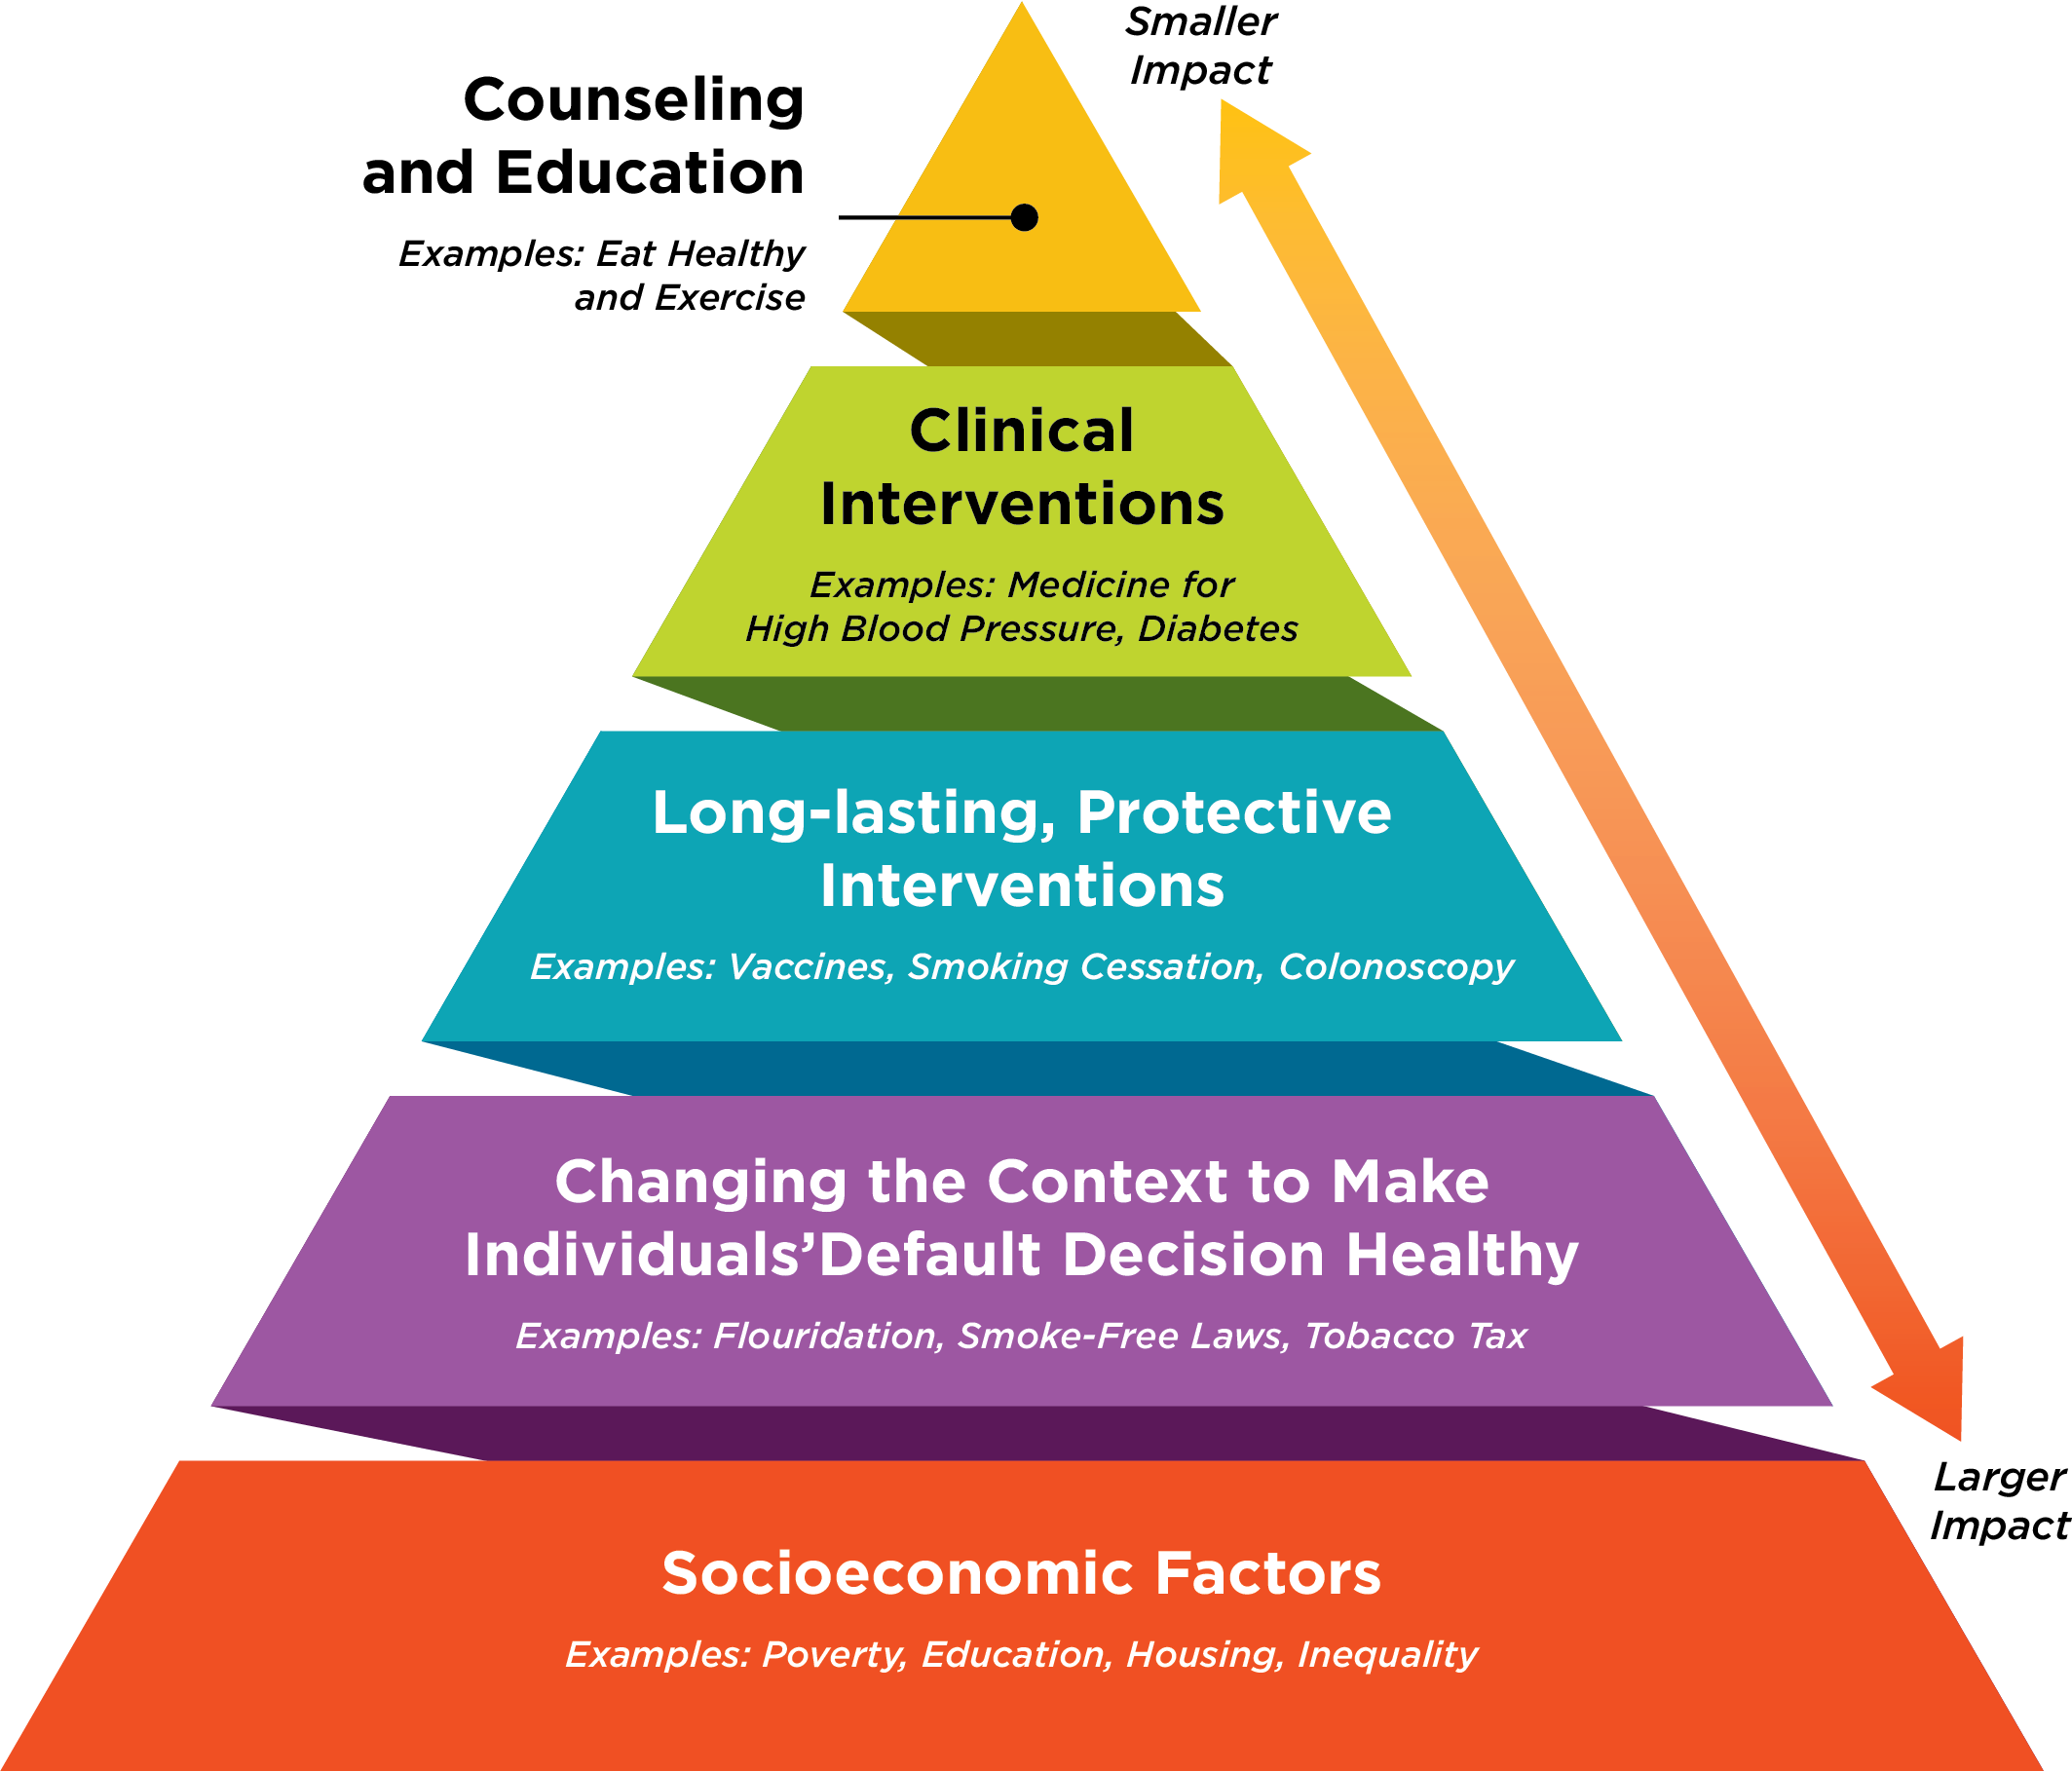 Smaller
Impact
Counseling
and Education
Examples: Eat Healthy
and Exercise
Clinical
Interventions
Examples: Medicine for
High Blood Pressure, Diabetes
Long-lasting, Protective
Interventions
Examples: Vaccines, Smoking Cessation, Colonoscopy
Changing the Context to Make
Individuals’Default Decision Healthy
Examples: Flouridation, Smoke-Free Laws, Tobacco Tax
Larger
Impact
Socioeconomic Factors
Examples: Poverty, Education, Housing, Inequality